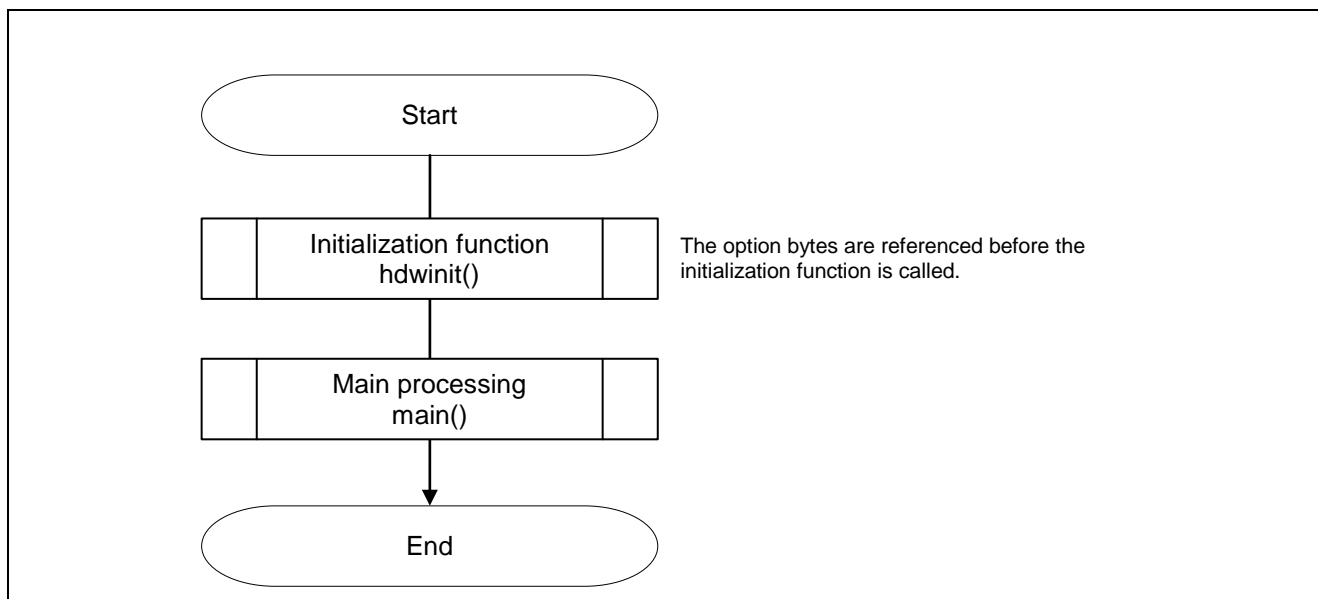 Start
Initialization function
hdwinit()
The option bytes are referenced before the
initialization function is called.
Main processing
main()
End